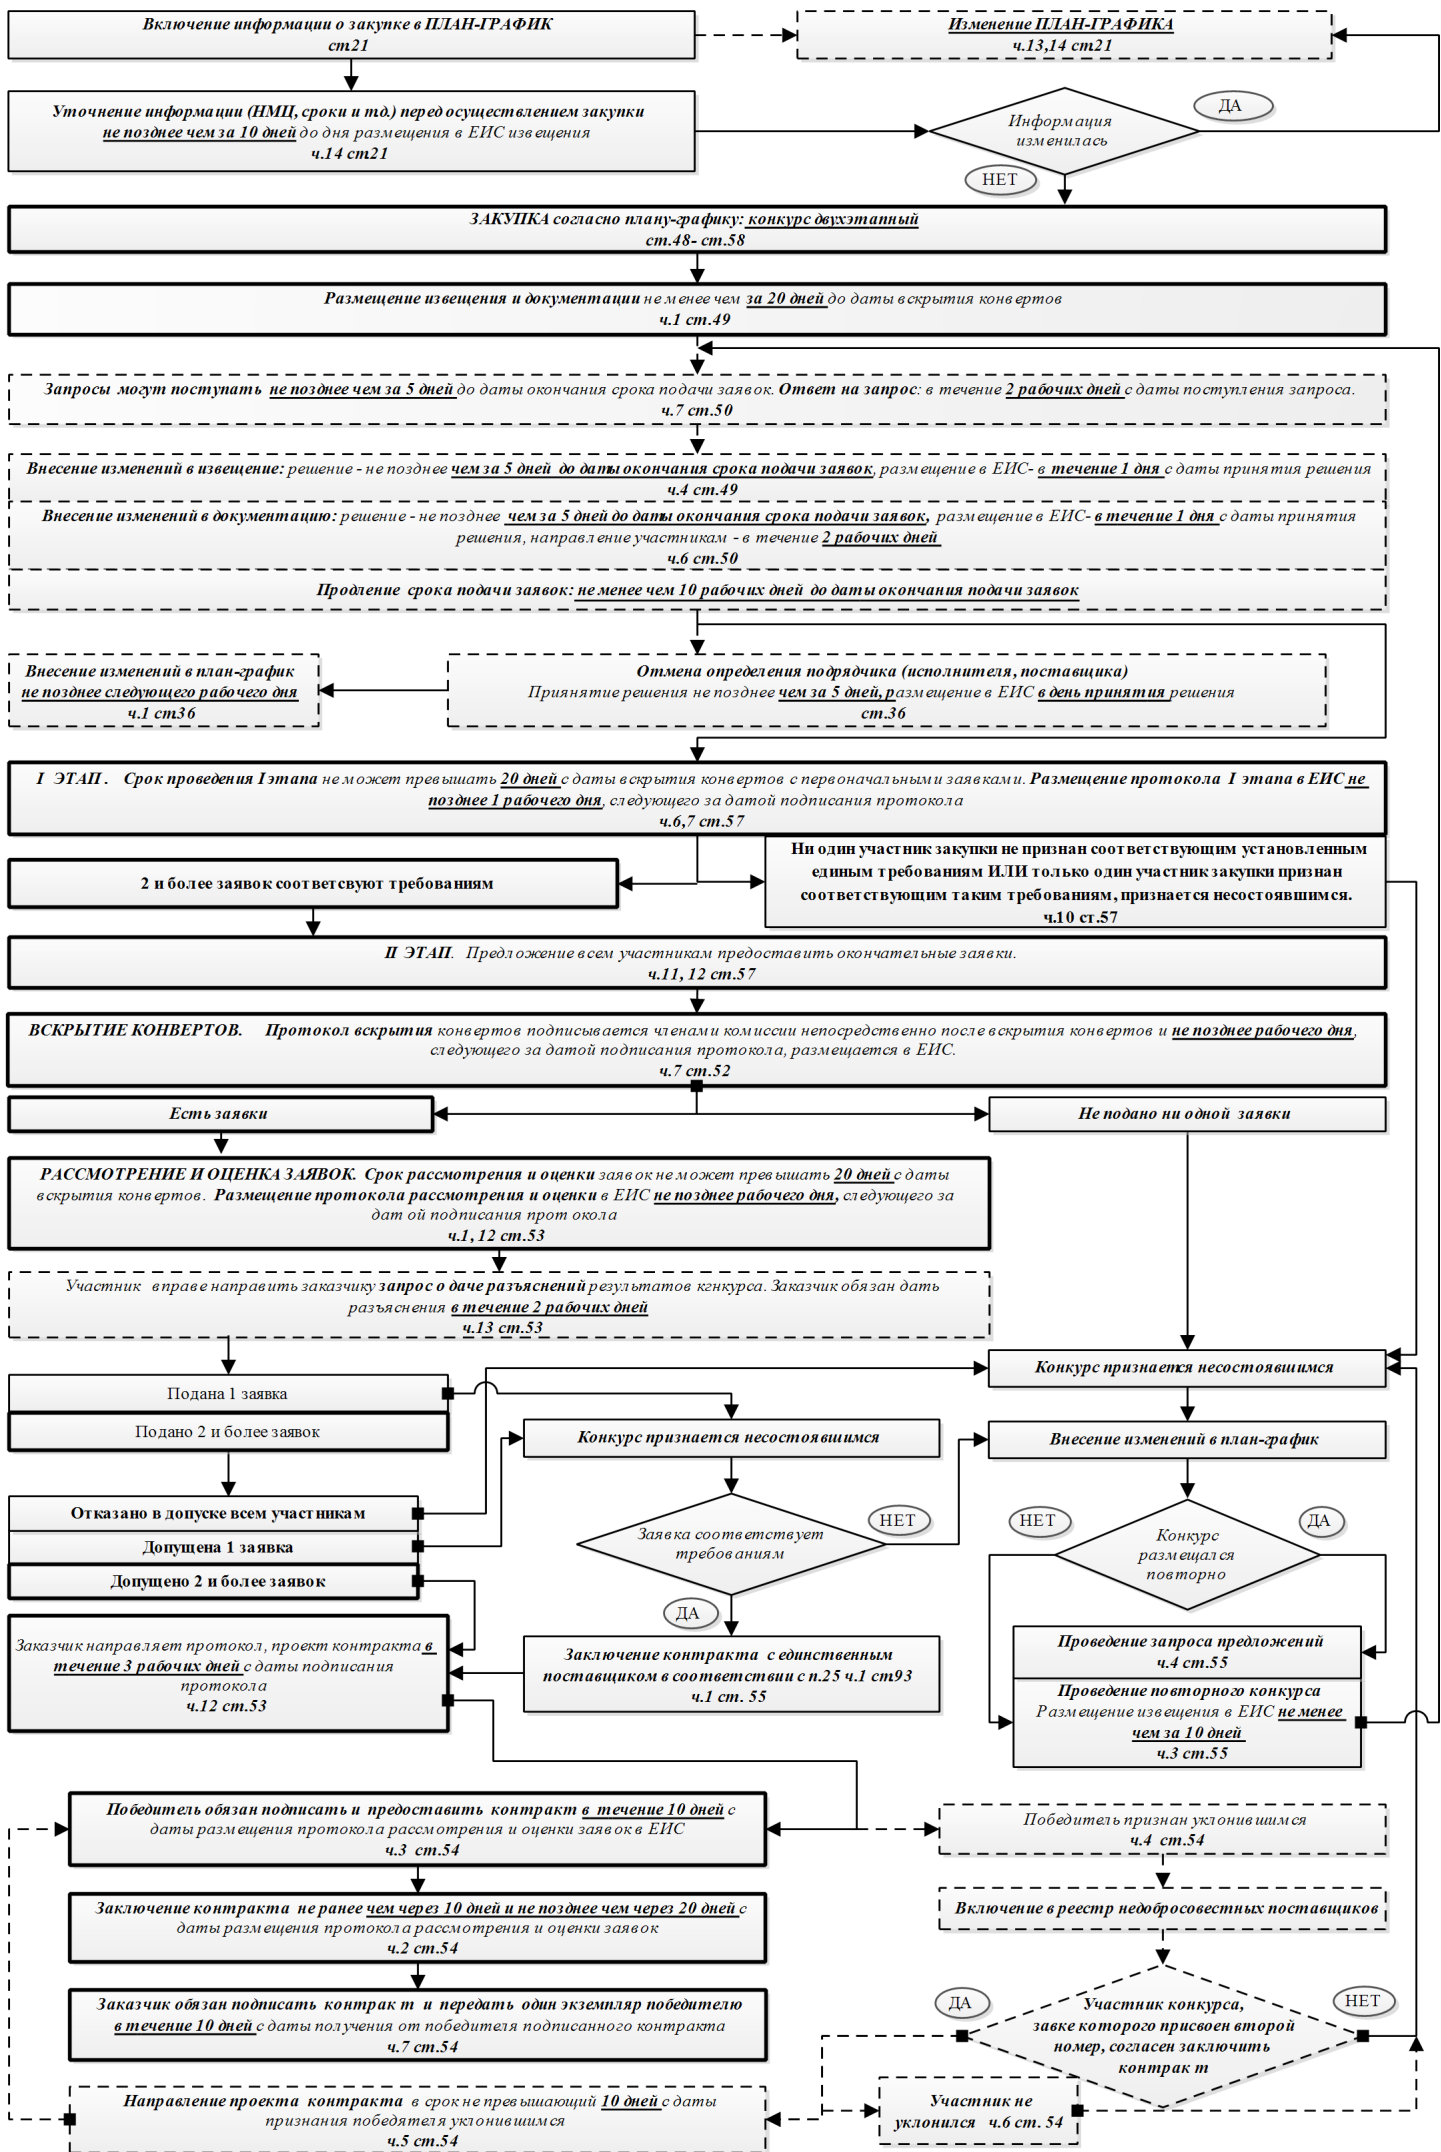 Включение информации о закупке в ПЛАН-ГРАФИК
ст21
Изменение ПЛАН-ГРАФИКА
ч.13,14 ст21
Уточнение информации (НМЦ, сроки и тд.) перед осуществлением закупки
не позднее чем за 10 дней до дня размещения в ЕИС извещения
ч.14 ст21
Информация
изменилась
ДА
НЕТ
ЗАКУПКА согласно плану-графику: конкурс двухэтапный
ст.48- ст.58
Размещение извещения и документации не менее чем за 20 дней до даты вскрытия конвертов
ч.1 ст.49
Запросы могут поступать не позднее чем за 5 дней до даты окончания срока подачи заявок. Ответ на запрос: в течение 2 рабочих дней с даты поступления запроса.
ч.7 ст.50
Внесение изменений в извещение: решение - не позднее чем за 5 дней до даты окончания срока подачи заявок, размещение в ЕИС- в течение 1 дня с даты принятия решения
ч.4 ст.49
Внесение изменений в документацию: решение - не позднее чем за 5 дней до даты окончания срока подачи заявок, размещение в ЕИС- в течение 1 дня с даты принятия
решения, направление участникам - в течение 2 рабочих дней
ч.6 ст.50
Продление срока подачи заявок: не менее чем 10 рабочих дней до даты окончания подачи заявок
Внесение изменений в план-график
не позднее следующего рабочего дня
ч.1 ст36
Отмена определения подрядчика (исполнителя, поставщика)
Приянятие решения не позднее чем за 5 дней, размещение в ЕИС в день принятия решения
ст.36
I ЭТАП. Срок проведения I этапа не может превышать 20 дней с даты вскрытия конвертов с первоначальными заявками. Размещение протокола I этапа в ЕИС не
позднее 1 рабочего дня, следующего за датой подписания протокола
ч.6,7 ст.57
2 и более заявок соответсвуют требованиям
Ни один участник закупки не признан соответствующим установленным
единым требованиям ИЛИ только один участник закупки признан
соответствующим таким требованиям, признается несостоявшимся.
ч.10 ст.57
II ЭТАП. Предложение всем участникам предоставить окончательные заявки.
ч.11, 12 ст.57
ВСКРЫТИЕ КОНВЕРТОВ. Протокол вскрытия конвертов подписывается членами комиссии непосредственно после вскрытия конвертов и не позднее рабочего дня,
следующего за датой подписания протокола, размещается в ЕИС.
ч.7 ст.52
Есть заявки
Не подано ни одной заявки
РАССМОТРЕНИЕ И ОЦЕНКА ЗАЯВОК. Срок рассмотрения и оценки заявок не может превышать 20 дней с даты
вскрытия конвертов. Размещение протокола рассмотрения и оценки в ЕИС не позднее рабочего дня, следующего за
датой подписания протокола
ч.1, 12 ст.53
Участник вправе направить заказчику запрос о даче разъяснений результатов кгнкурса. Заказчик обязан дать
разъяснения в течение 2 рабочих дней
ч.13 ст.53
Конкурс признается несостоявшимся
Подана 1 заявка
Подано 2 и более заявок
Конкурс признается несостоявшимся
Внесение изменений в план-график
Отказано в допуске всем участникам
Допущена 1 заявка
Допущено 2 и более заявок
Заявка соответствует
требованиям
НЕТ
ДА
НЕТ
ДА
Конкурс
размещался
повторно
Заказчик направляет протокол, проект контракта в
течение 3 рабочих дней с даты подписания
протокола
ч.12 ст.53
Заключение контракта с единственным
поставщиком в соответствии с п.25 ч.1 ст93
ч.1 ст. 55
Проведение запроса предложений
ч.4 ст.55
Проведение повторного конкурса
Размещение извещения в ЕИС не менее
чем за 10 дней
ч.3 ст.55
Победитель обязан подписать и предоставить контракт в течение 10 дней с
даты размещения протокола рассмотрения и оценки заявок в ЕИС
ч.3 ст.54
Победитель признан уклонившимся
ч.4 ст.54
Заключение контракта не ранее чем через 10 дней и не позднее чем через 20 дней с
даты размещения протокола рассмотрения и оценки заявок
ч.2 ст.54
Включение в реестр недобросовестных поставщиков
Заказчик обязан подписать контракт и передать один экземпляр победителю
в течение 10 дней с даты получения от победителя подписанного контракта
ч.7 ст.54
ДА
НЕТ
Участник конкурса,
завке которого присвоен второй
номер, согласен заключить
контракт
Направление проекта контракта в срок не превышающий 10 дней с даты
признания победятеля уклонившимся
ч.5 ст.54
Участник не
уклонился ч.6 ст. 54